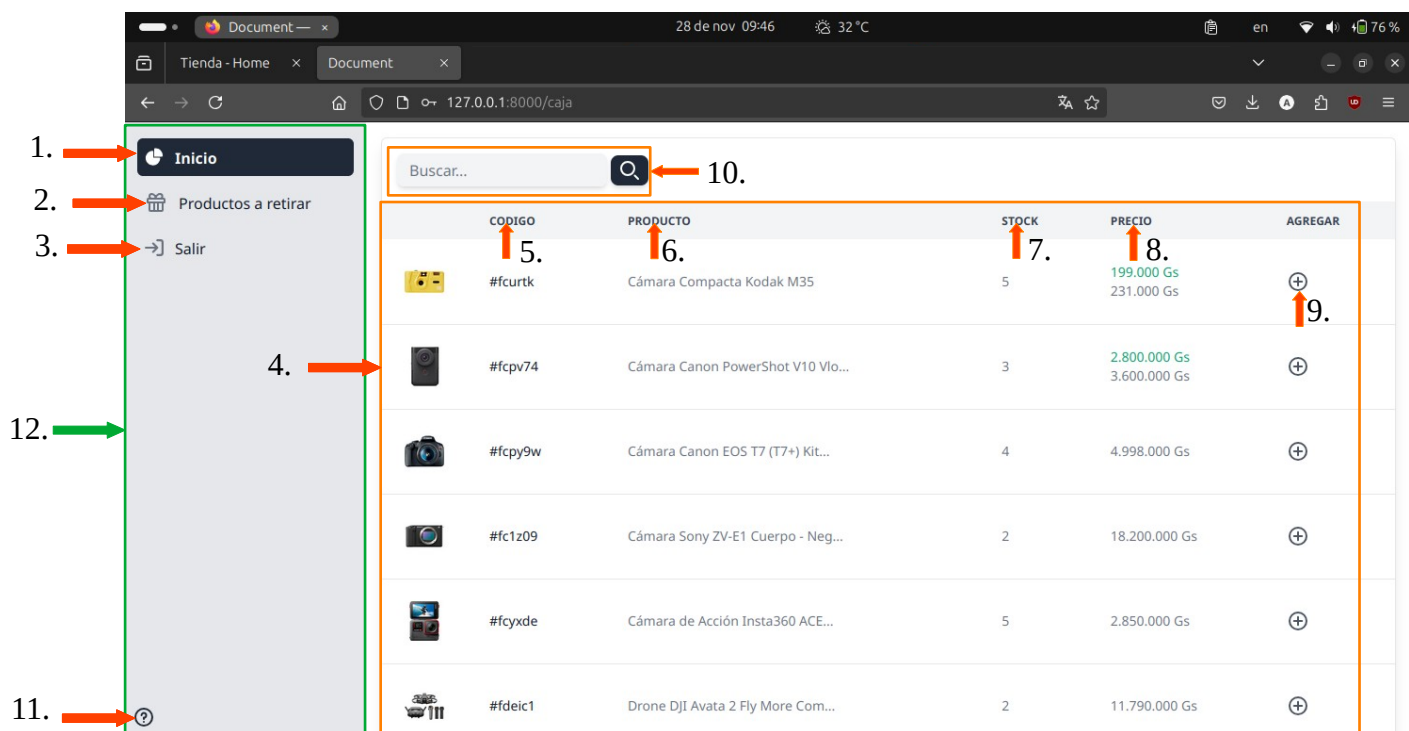 Document —
28 de nov 09:46 32 °C
en 76 %
Tienda - Home
Document
127.0.0.1:8000/caja
1. Inicio
Buscar...
10.
2. Productos a retirar
3. Salir
CODIGO PRODUCTO STOCK PRECIO AGREGAR
5. 6. 7. 8.
#fcurtk Cámara Compacta Kodak M35 5 199.000 Gs
231.000 Gs
9.
4.
#fcpv74 Cámara Canon PowerShot V10 Vlo... 3 2.800.000 Gs
3.600.000 Gs
12.
#fcpy9w Cámara Canon EOS T7 (T7+) Kit... 4 4.998.000 Gs
#fc1z09 Cámara Sony ZV-E1 Cuerpo - Neg... 2 18.200.000 Gs
#fcyxde Cámara de Acción Insta360 ACE... 5 2.850.000 Gs
11.
#fdeic1 Drone DJI Avata 2 Fly More Com... 2 11.790.000 Gs